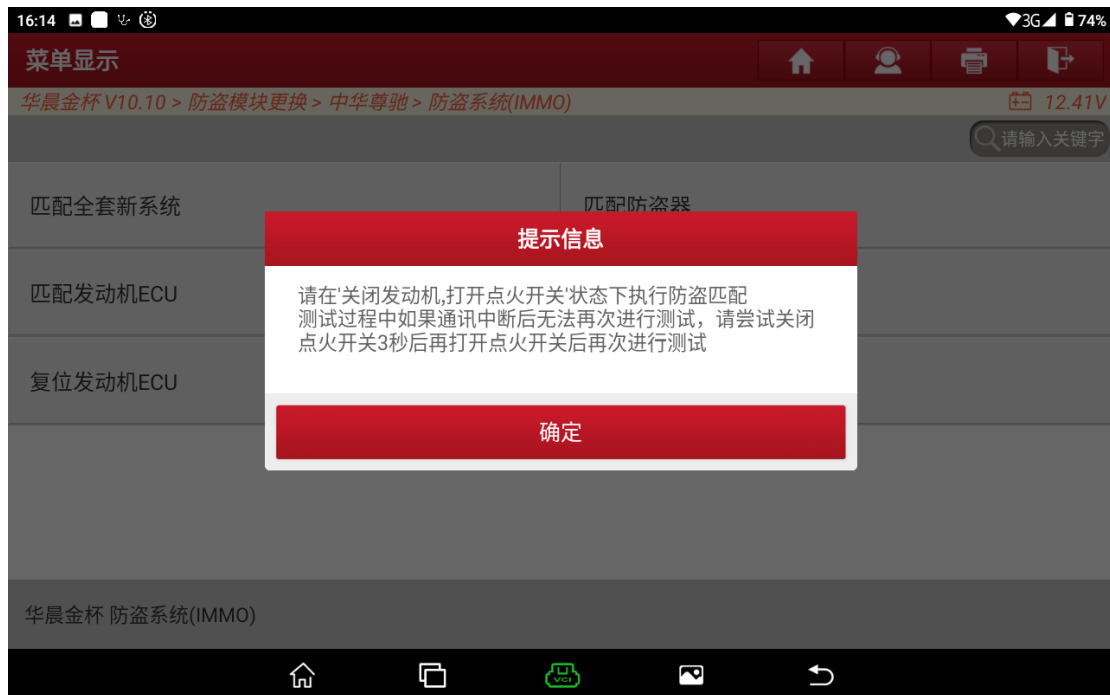 16:14
3G 74%
菜单显示
华晨金杯 V10.10 > 防盗模块更换 > 中华尊驰 > 防盗系统(IMMO)
12.41V
请输入关键字
匹配全套新系统
匹配防盗器
提示信息
匹配发动机ECU
请在'关闭发动机,打开点火开关'状态下执行防盗匹配
测试过程中如果通讯中断后无法再次进行测试，请尝试关闭
点火开关3秒后再打开点火开关后再次进行测试
复位发动机ECU
确定
华晨金杯 防盗系统(IMMO)
VCI